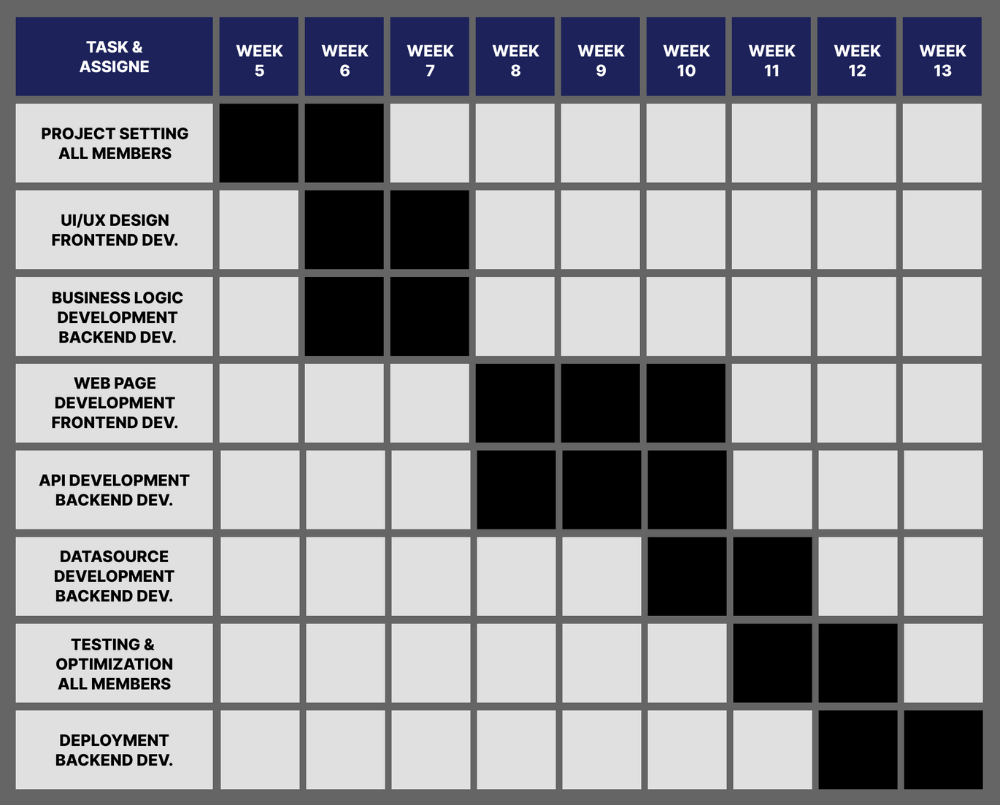 TASK &
ASSIGNE
WEEK
5
WEEK
6
WEEK
7
WEEK
8
WEEK
9
WEEK
10
WEEK
11
WEEK
12
WEEK
13
PROJECT SETTING
ALL MEMBERS
UI/UX DESIGN
FRONTEND DEV.
BUSINESS LOGIC
DEVELOPMENT
BACKEND DEV.
WEB PAGE
DEVELOPMENT
FRONTEND DEV.
API DEVELOPMENT
BACKEND DEV.
DATASOURCE
DEVELOPMENT
BACKEND DEV.
TESTING &
OPTIMIZATION
ALL MEMBERS
DEPLOYMENT
BACKEND DEV.